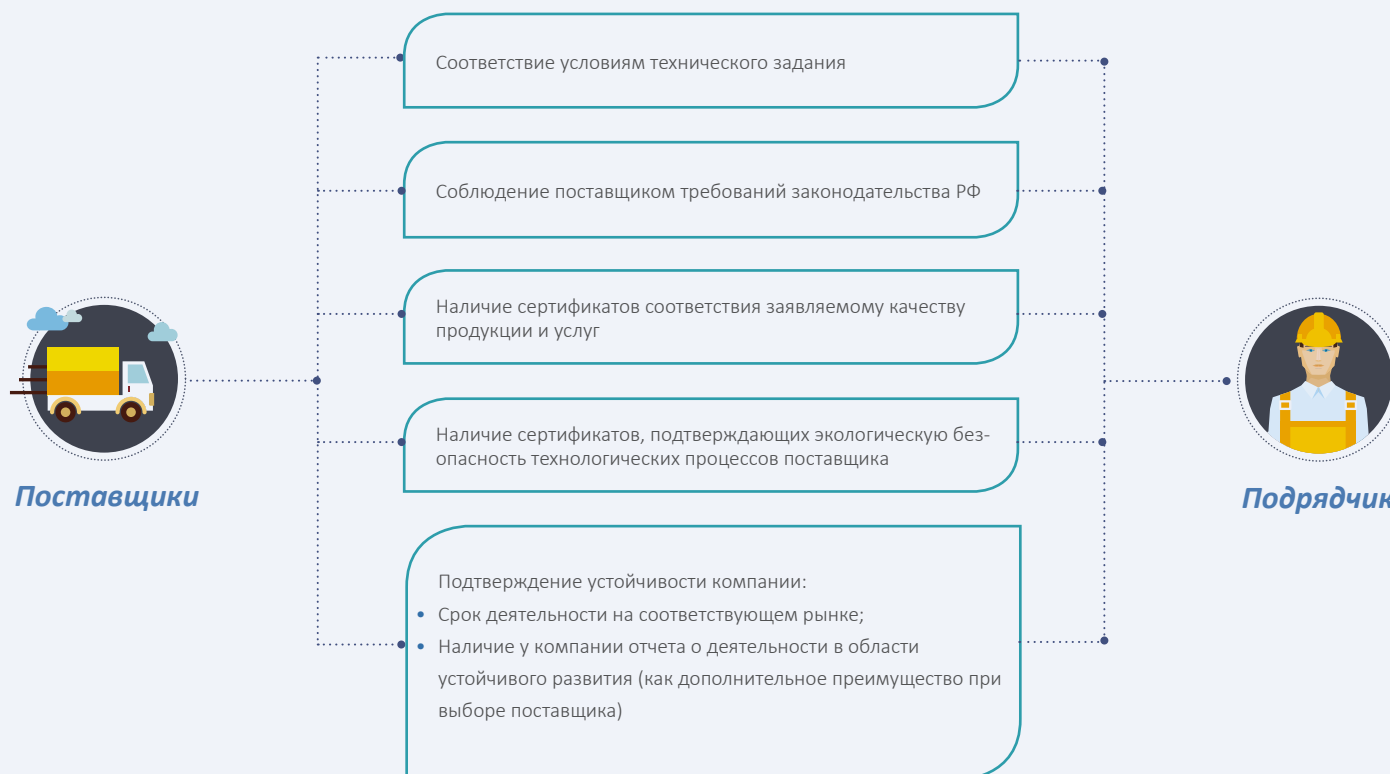 Соответствие условиям технического задания
Соблюдение поставщиком требований законодательства РФ
Наличие сертификатов соответствия заявляемому качеству
продукции и услуг
Наличие сертификатов, подтверждающих экологическую без-
опасность технологических процессов поставщика
Поставщики
Подрядчик
Подтверждение устойчивости компании:
• Срок деятельности на соответствующем рынке;
• Наличие у компании отчета о деятельности в области
устойчивого развития (как дополнительное преимущество при
выборе поставщика)